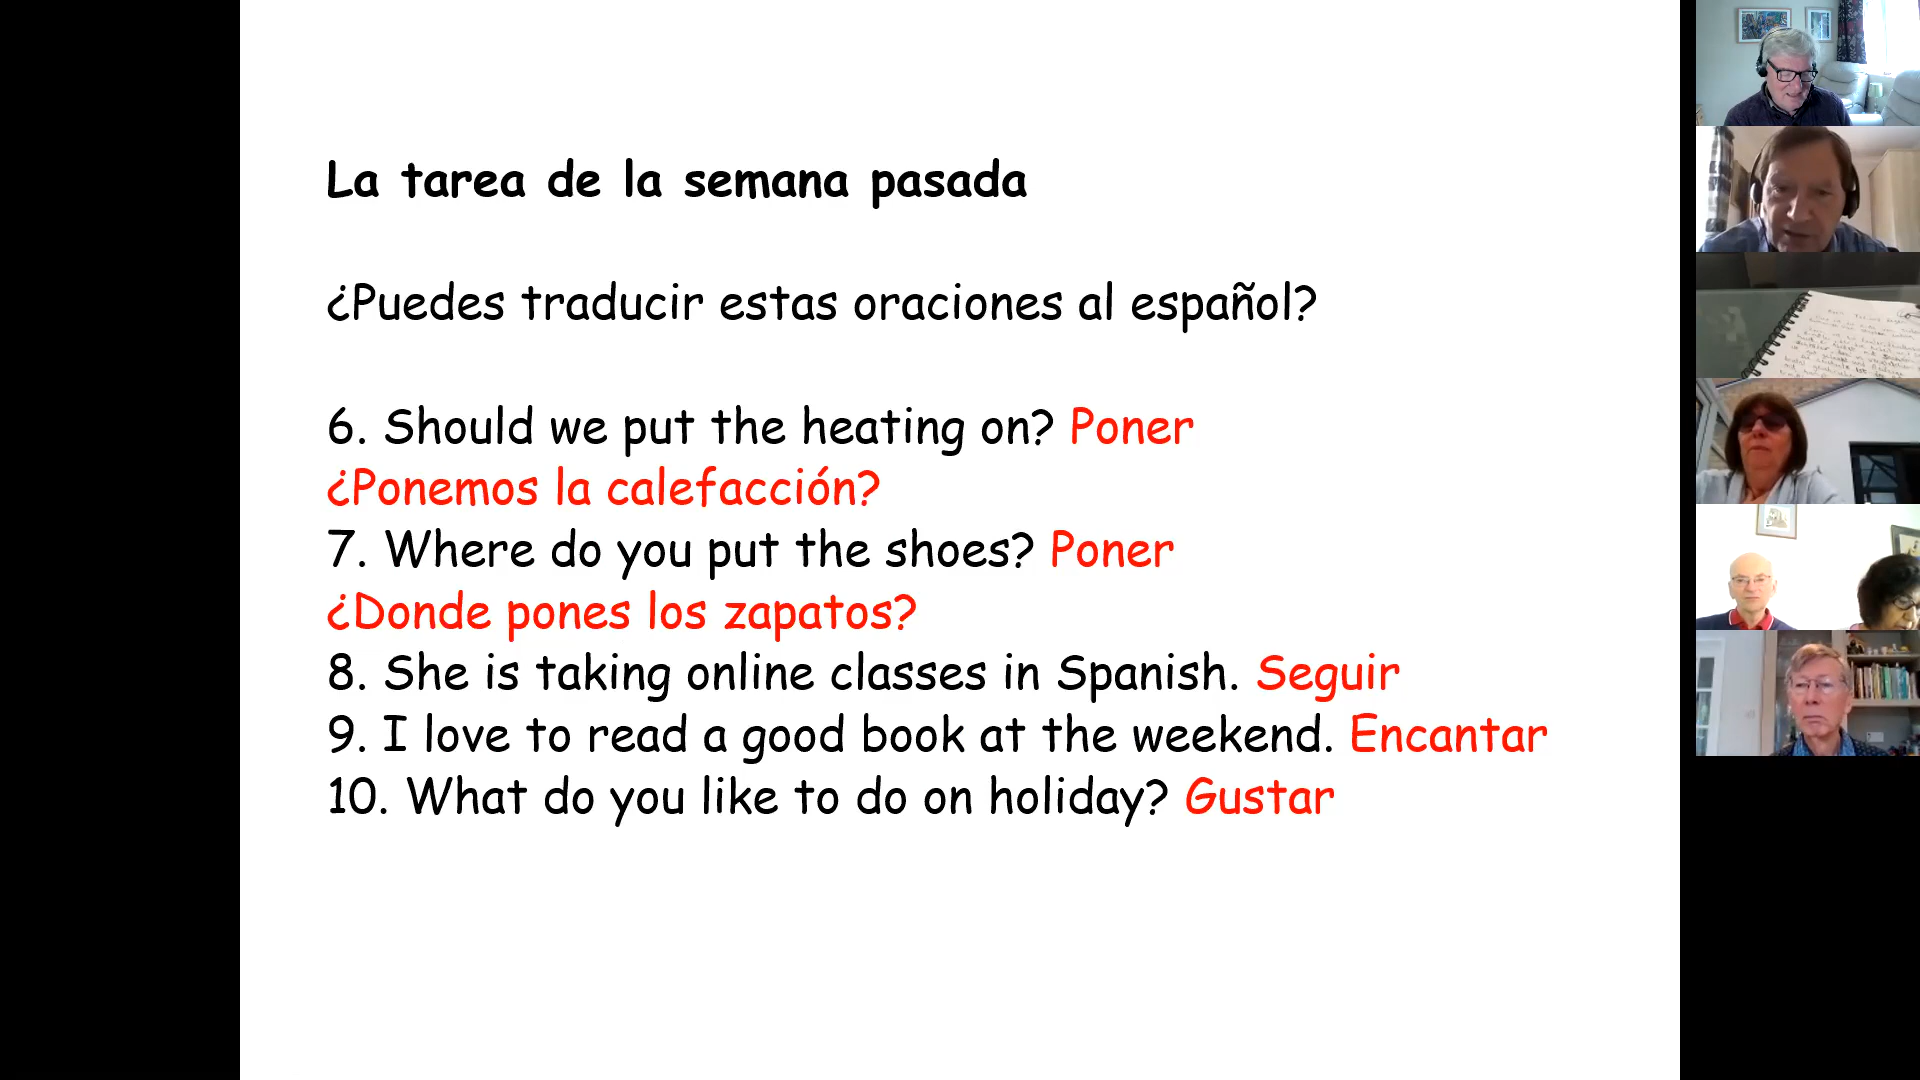 La tarea de la semana pasada
¿Puedes traducir estas oraciones al español?
6. Should we put the heating on? Poner
¿Ponemos la calefacción?
7. Where do you put the shoes? Poner
¿Donde pones los zapatos?
8. She is taking online classes in Spanish. Seguir
9. I love to read a good book at the weekend. Encantar
10. What do you like to do on holiday? Gustar